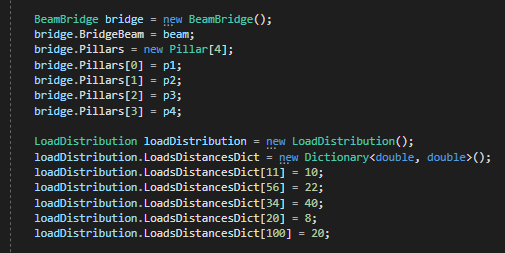 BeamBridge bridge = new BeamBridge();
bridge.BridgeBeam = beam;
bridge.Pillars = new Pillar[4];
bridge.Pillars[0] = p1;
bridge.Pillars[1] = p2;
bridge.Pillars[2] = p3;
bridge.Pillars[3] = p4;
LoadDistribution loadDistribution = new LoadDistribution();
loadDistribution.LoadsDistancesDict = new Dictionary<double, double>();
loadDistribution.LoadsDistancesDict[11] = 10;
loadDistribution.LoadsDistancesDict[56] = 22;
loadDistribution.LoadsDistancesDict[34] = 40;
loadDistribution.LoadsDistancesDict[20] = 8;
loadDistribution.LoadsDistancesDict[100] = 20;